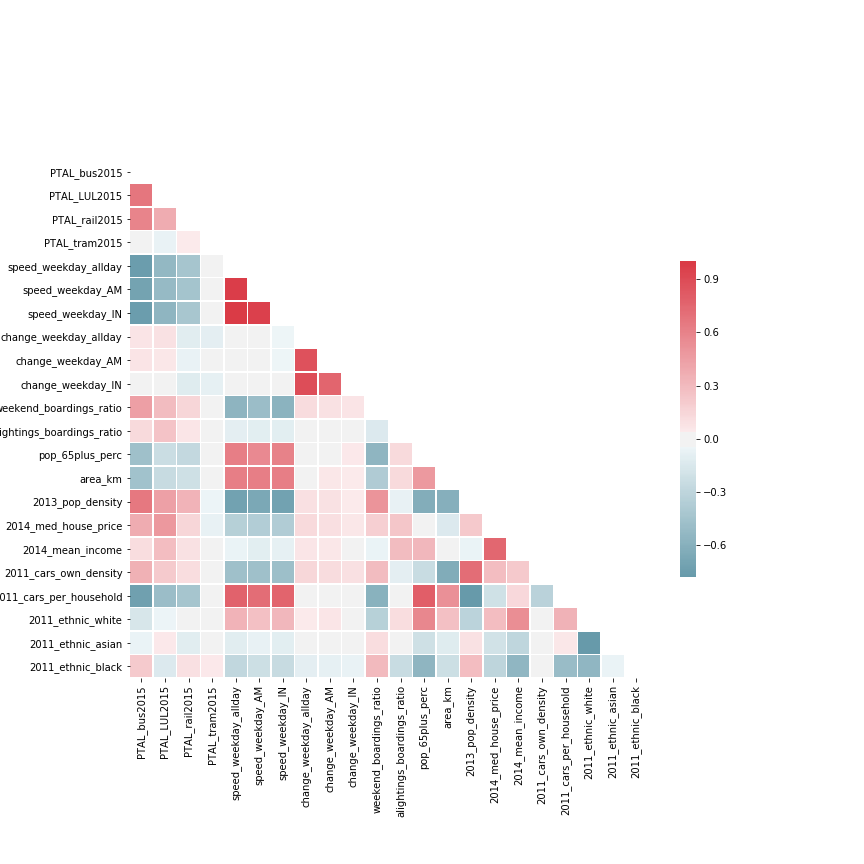 PTAL_bus2015
PTAL_LUL2015
PTAL_rail2015
PTAL_tram2015
speed_weekday_allday
speed_weekday_AM
speed_weekday_IN
change_weekday_allday
change_weekday_AM
change_weekday_IN
weekend_boardings_ratio
ightings_boardings_ratio
pop_65plus_perc
area_km
2013_pop_density
2014_med_house_price
2014_mean_income
2011_cars_own_density
2011_cars_per_household
2011_ethnic_white
2011_ethnic_asian
2011_ethnic_black
0.9
0.6
0.3
0.0
−0.3
−0.6
PTAL_bus2015
PTAL_LUL2015
PTAL_rail2015
PTAL_tram2015
speed_weekday_allday
speed_weekday_AM
speed_weekday_IN
change_weekday_allday
change_weekday_AM
change_weekday_IN
weekend_boardings_ratio
alightings_boardings_ratio
pop_65plus_perc
area_km
2013_pop_density
2014_med_house_price
2014_mean_income
2011_cars_own_density
2011_cars_per_household
2011_ethnic_white
2011_ethnic_asian
2011_ethnic_black